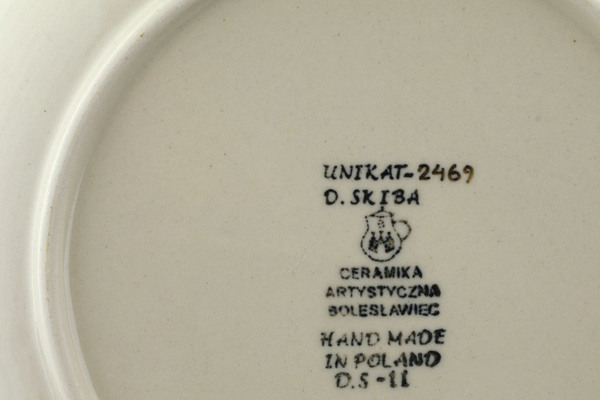 UNIKAT-2469
D. SKIBA
CERAMIKA
ARTYSTYCZNA
BOLESŁAWIEC
HAND MADE
IN POLAND
D.S-11